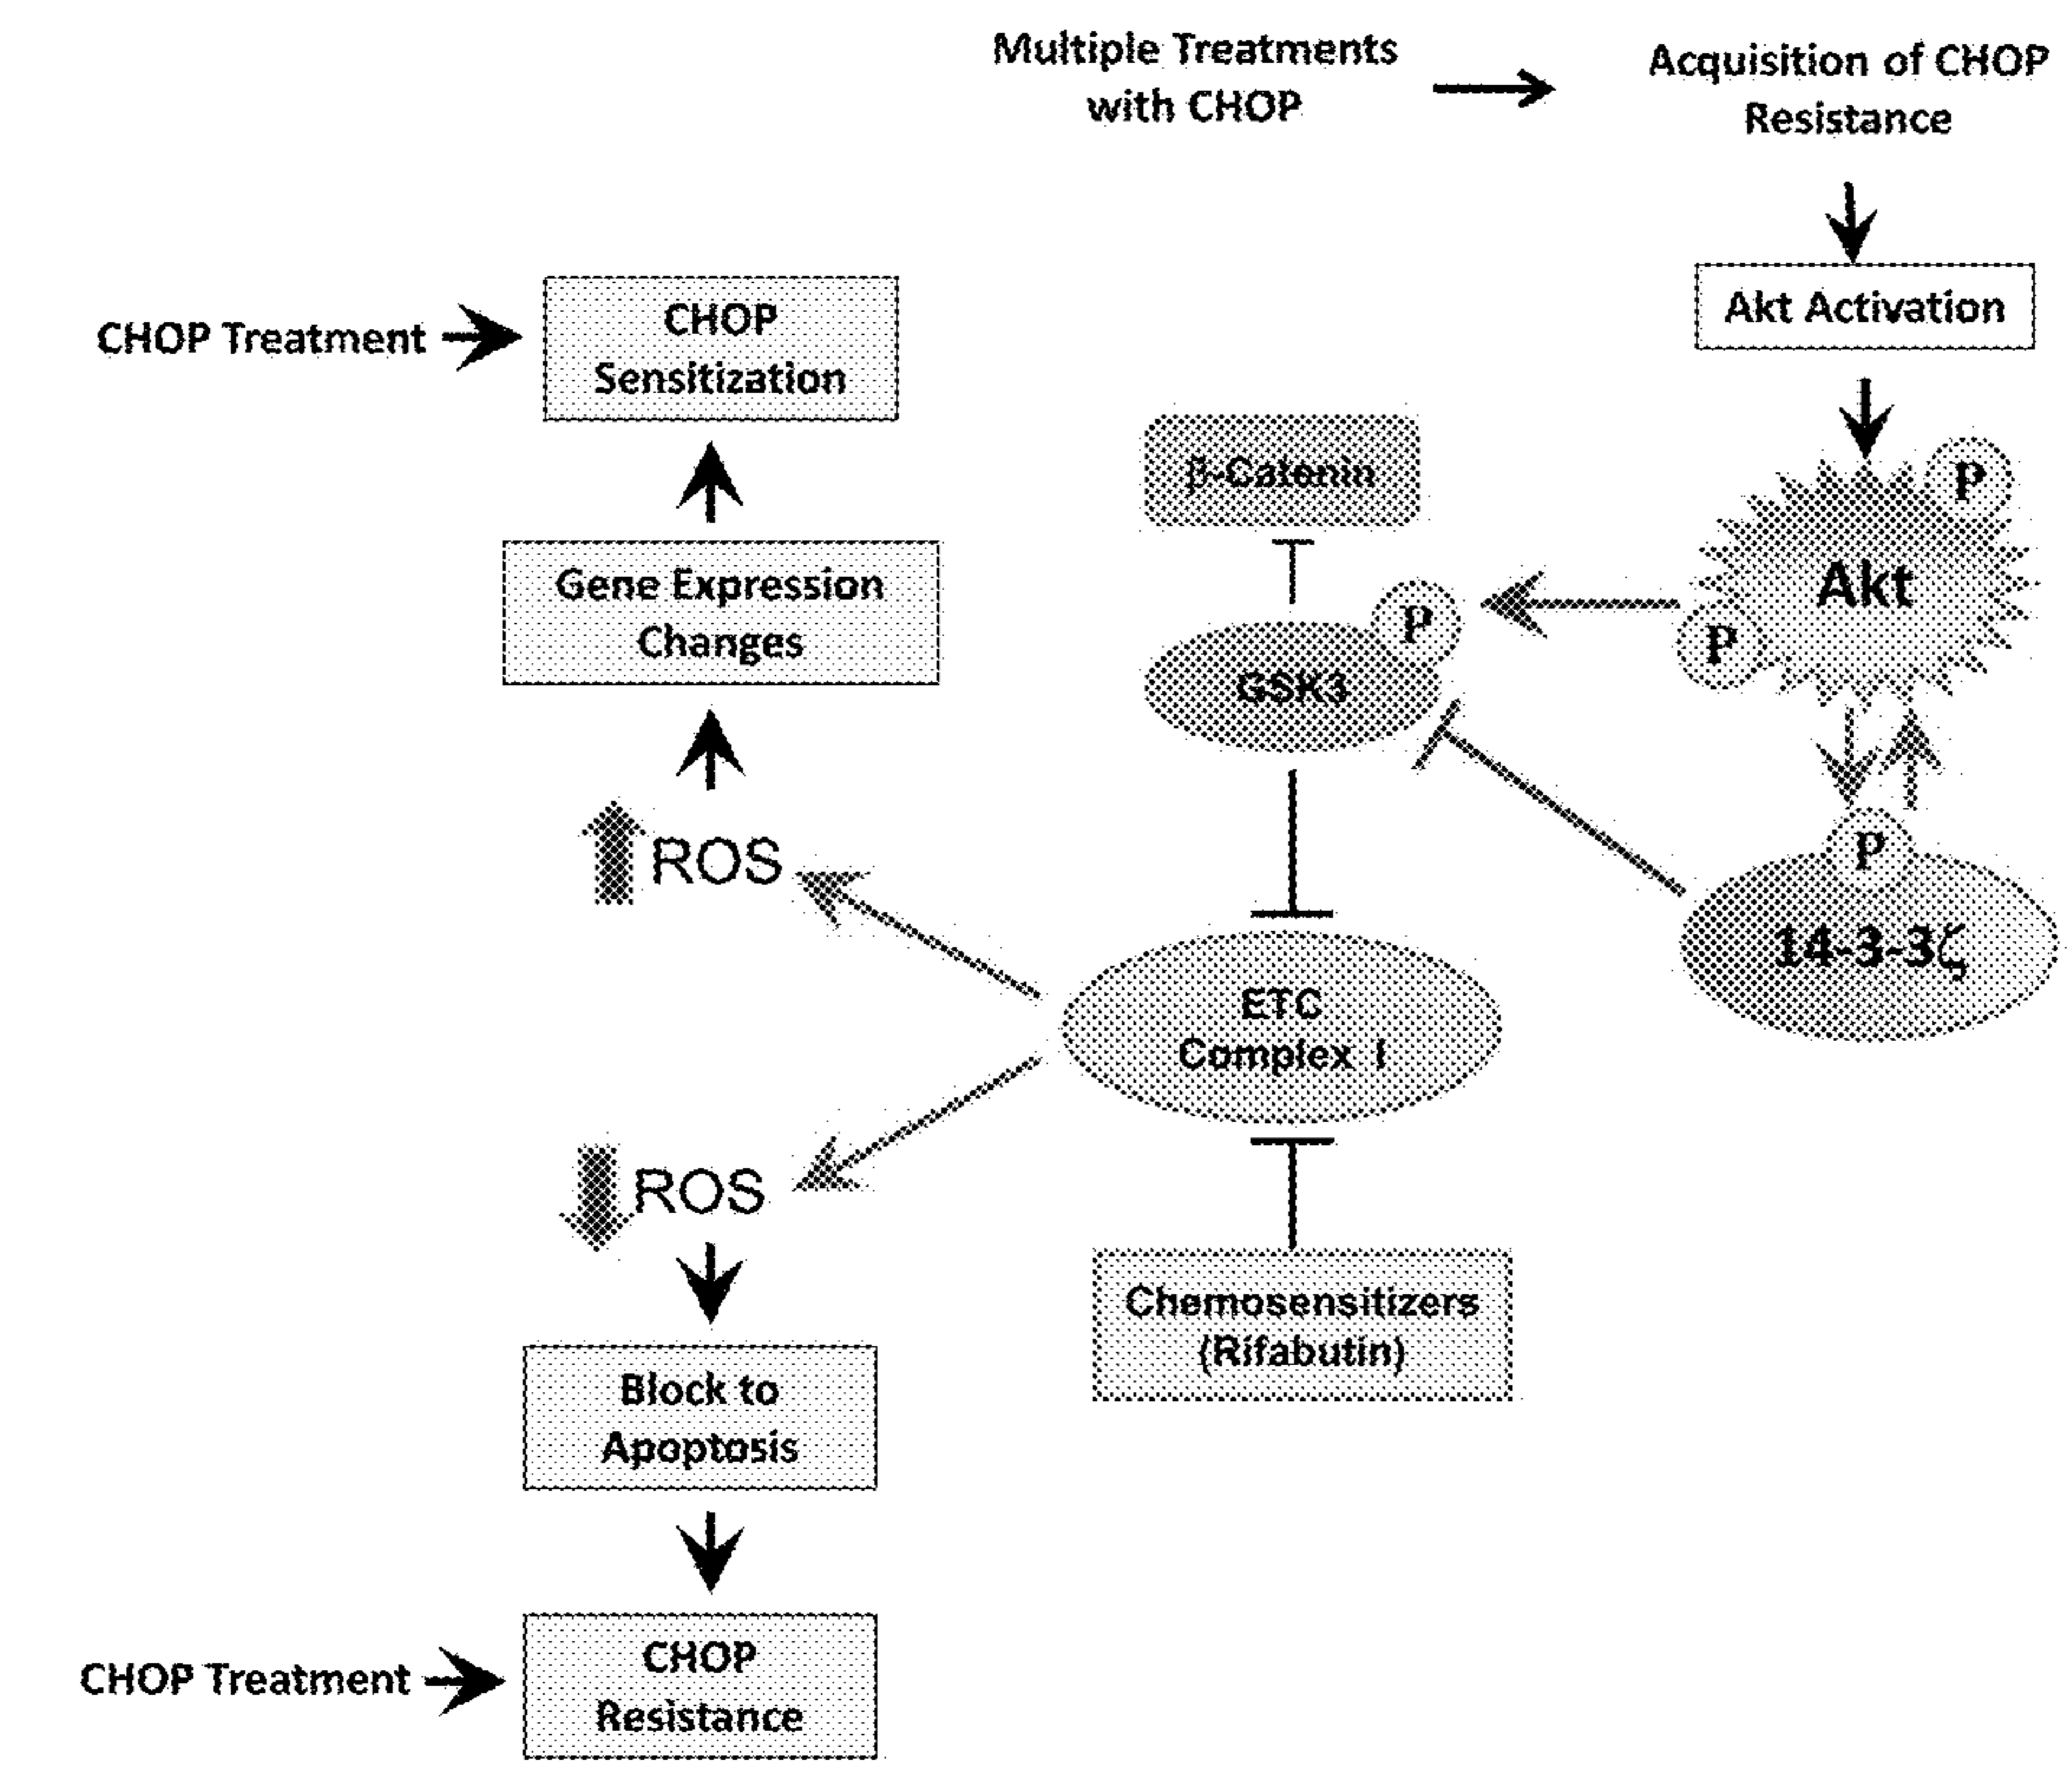 Multiple Treatments
with CHOP
Acquisition of CHOP
Resistance
Akt Activation
CHOP Treatment
CHOP
Sensitization
β-Catenin
P
Akt
P
P
GSK3
Gene Expression
Changes
ROS
P
14-3-3ζ
ETC
Complex I
ROS
Chemosensitizers
(Rifabutin)
Block to
Apoptosis
CHOP Treatment
CHOP
Resistance